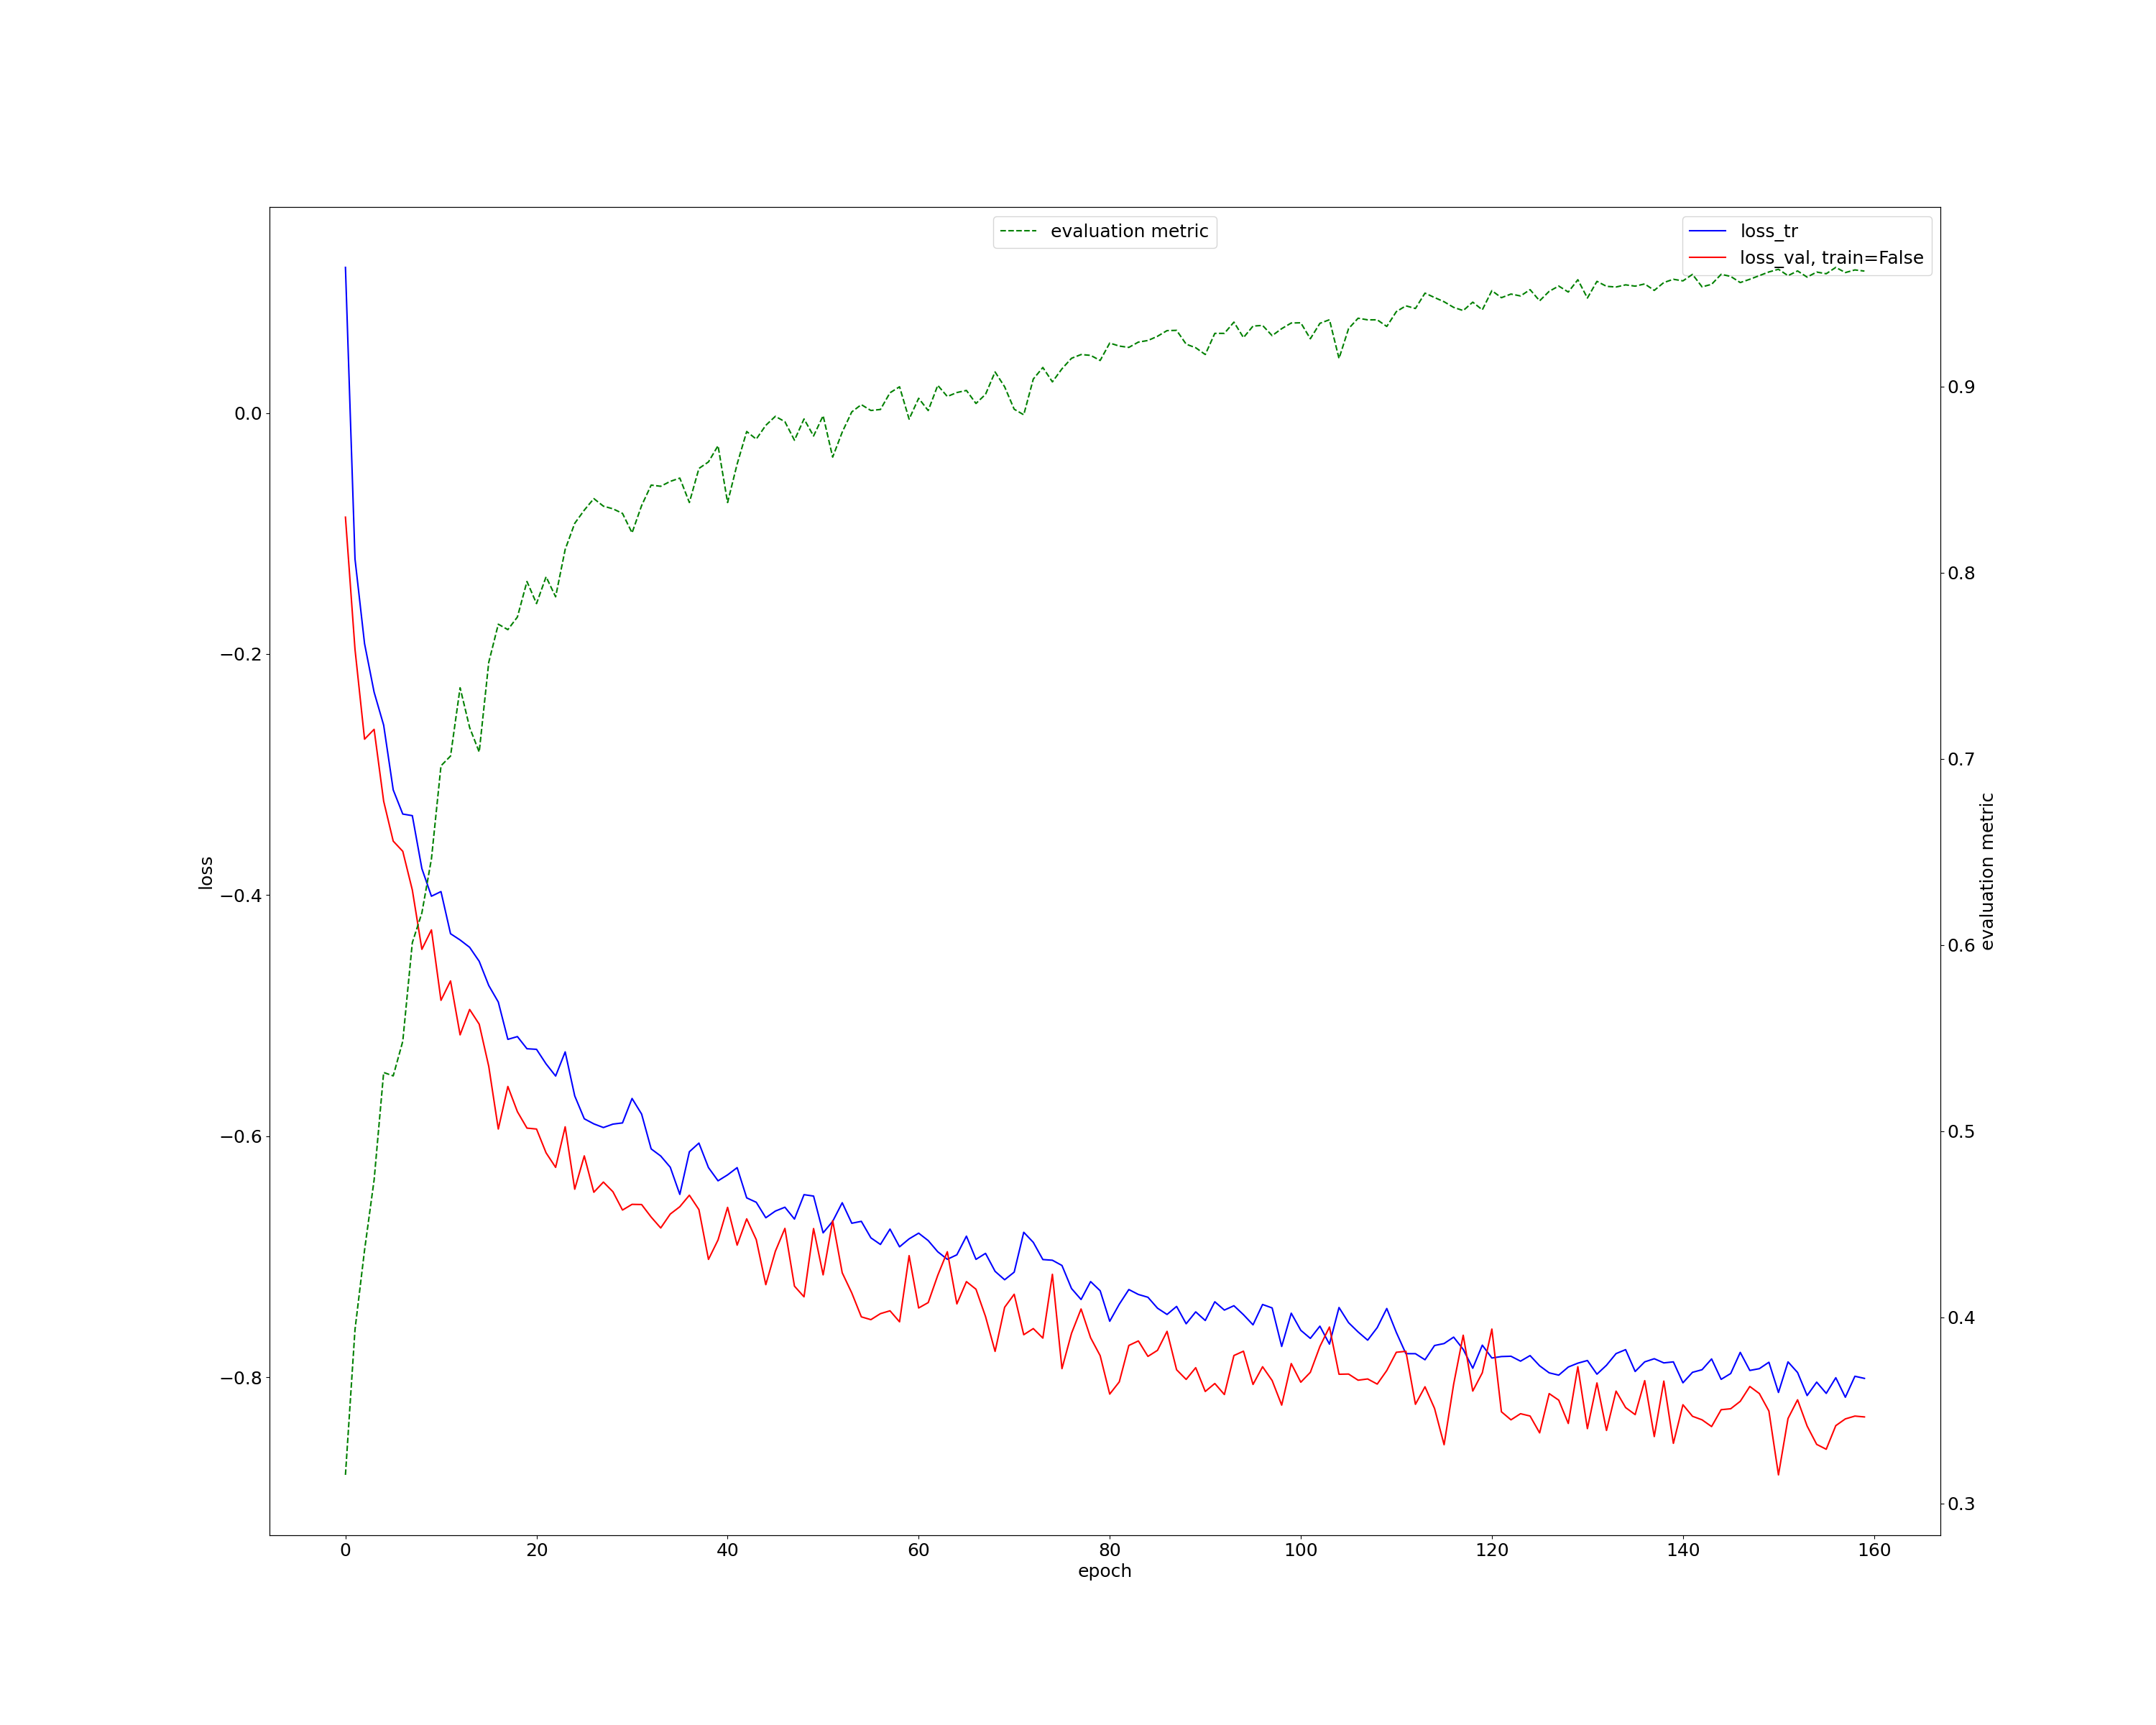 evaluation metric
loss_tr
loss_val, train=False
0.0
−0.2
−0.4
−0.6
−0.8
loss
0.9
0.8
0.7
0.6
0.5
0.4
0.3
evaluation metric
0 20 40 60 80 100 120 140 160
epoch